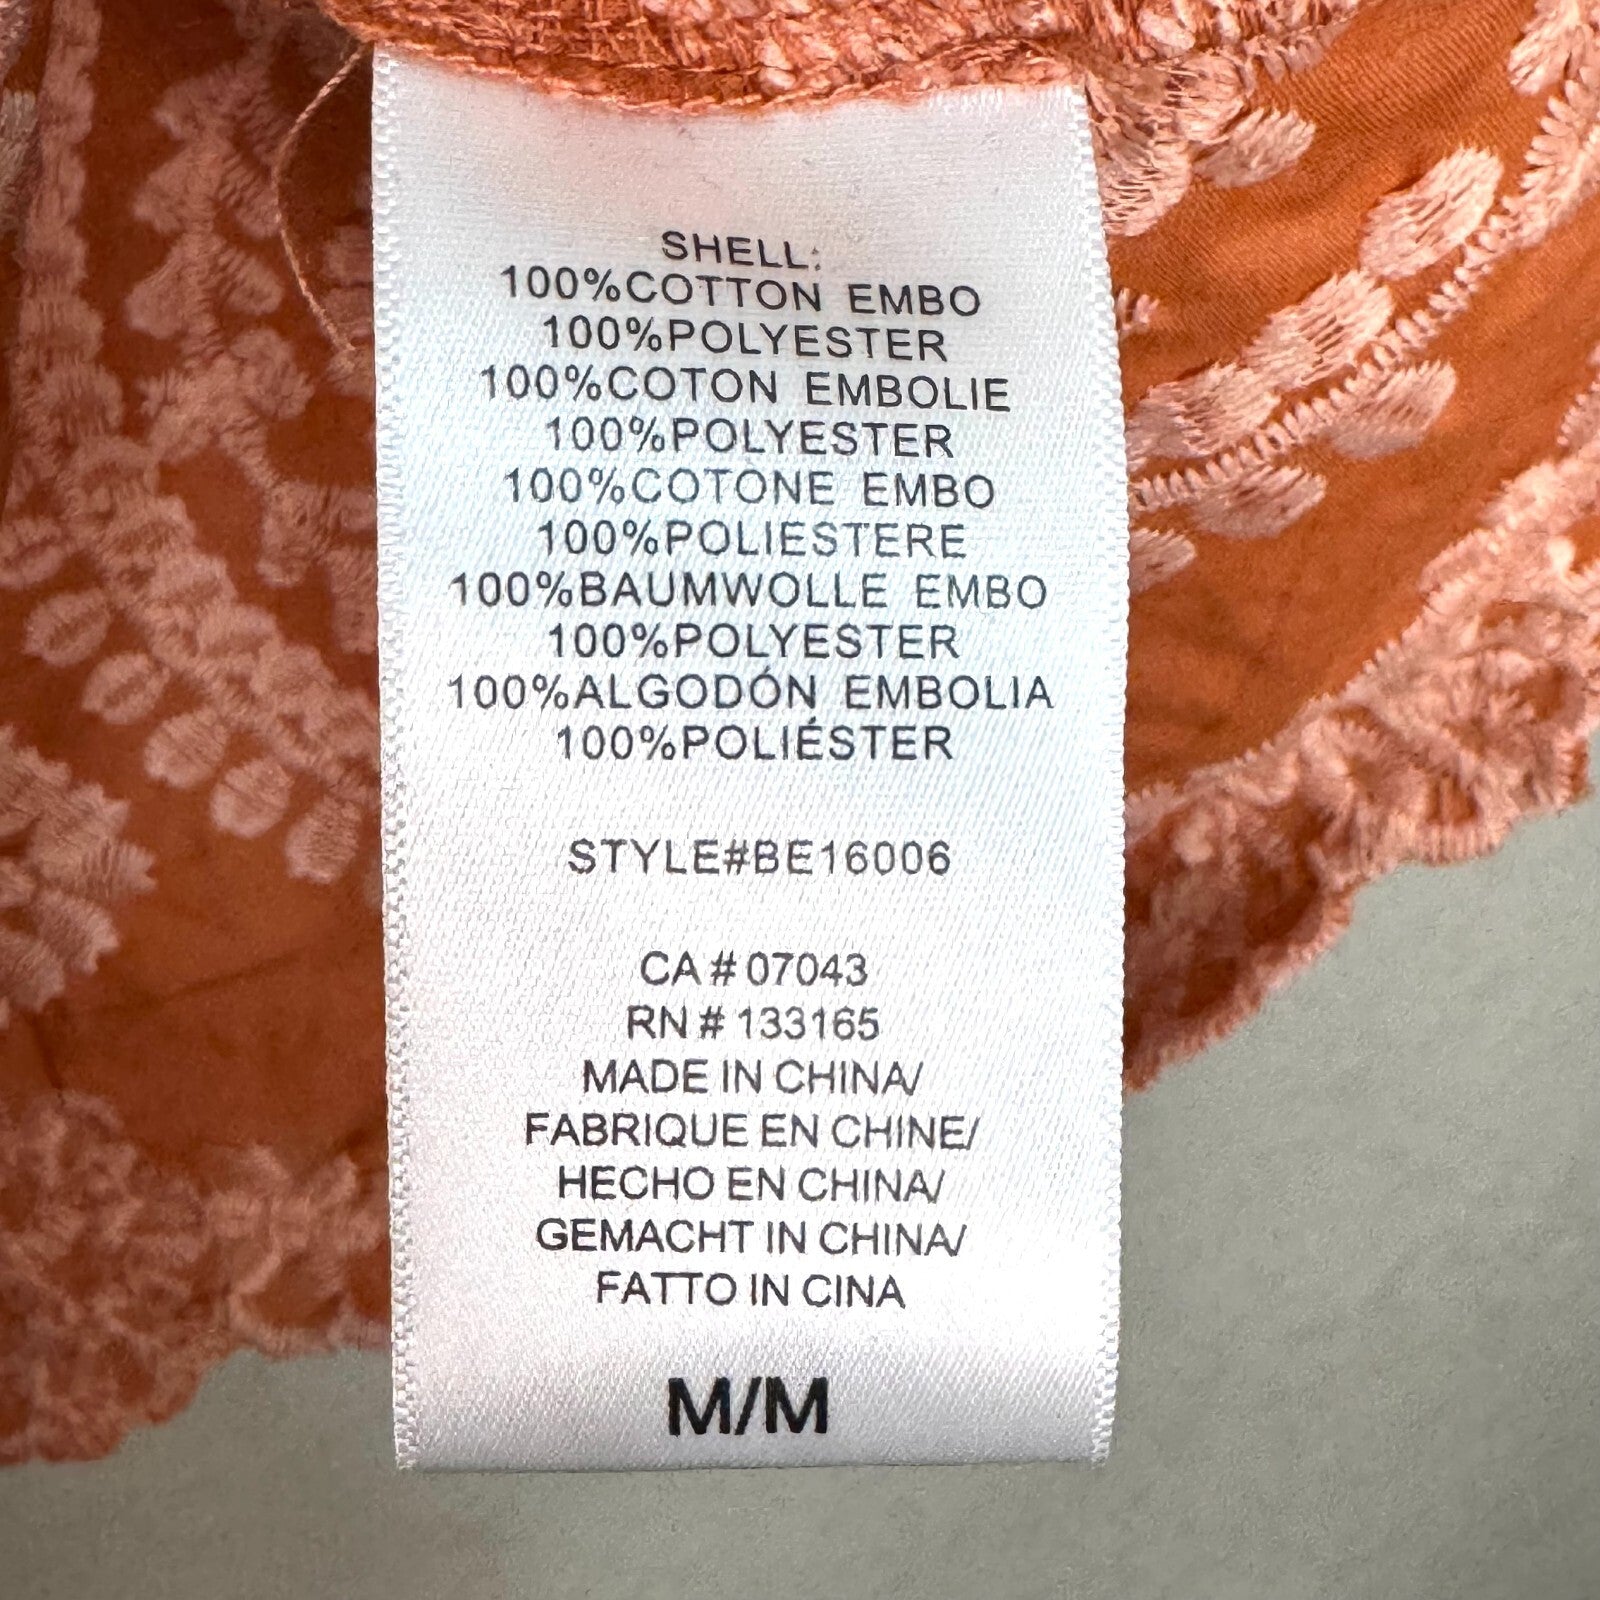 SHELL:
100%COTTON EMBO
100%POLYESTER
100%COTON EMBOLIE
100%POLYESTER
100%COTONE EMBO
100%POLIESTERE
100%BAUMWOLLE EMBO
100%POLYESTER
100%ALGODÓN EMBOLIA
100%POLIÉSTER
STYLE#BE16006
CA # 07043
RN # 133165
MADE IN CHINA/
FABRIQUE EN CHINE/
HECHO EN CHINA/
GEMACHT IN CHINA/
FATTO IN CINA
M/M